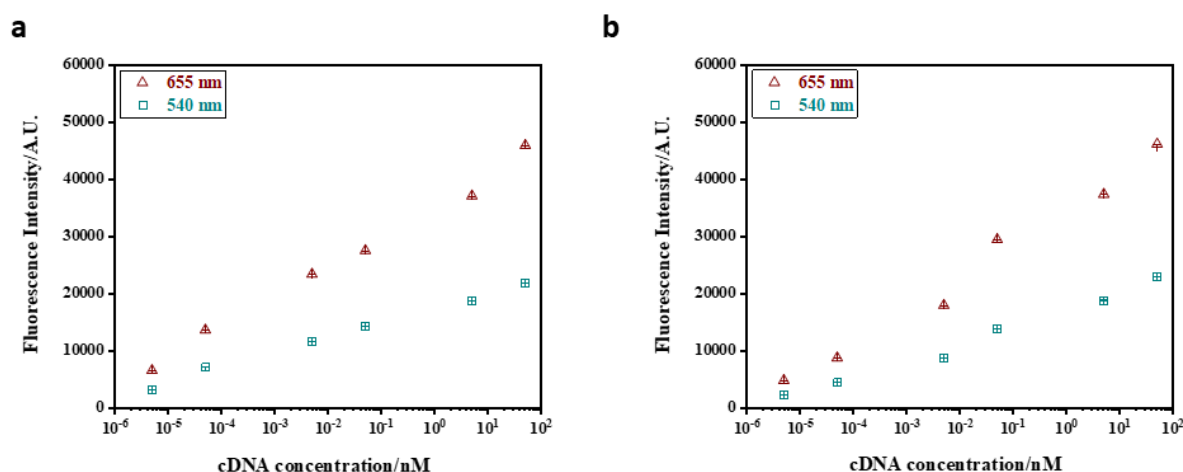 a
655 nm
540 nm
Fluorescence Intensity/A.U.
60000
50000
40000
30000
20000
10000
0
10⁻⁶ 10⁻⁵ 10⁻⁴ 10⁻³ 10⁻² 10⁻¹ 10⁰ 10¹ 10²
cDNA concentration/nM
b
655 nm
540 nm
Fluorescence Intensity/A.U.
60000
50000
40000
30000
20000
10000
0
10⁻⁶ 10⁻⁵ 10⁻⁴ 10⁻³ 10⁻² 10⁻¹ 10⁰ 10¹ 10²
cDNA concentration/nM